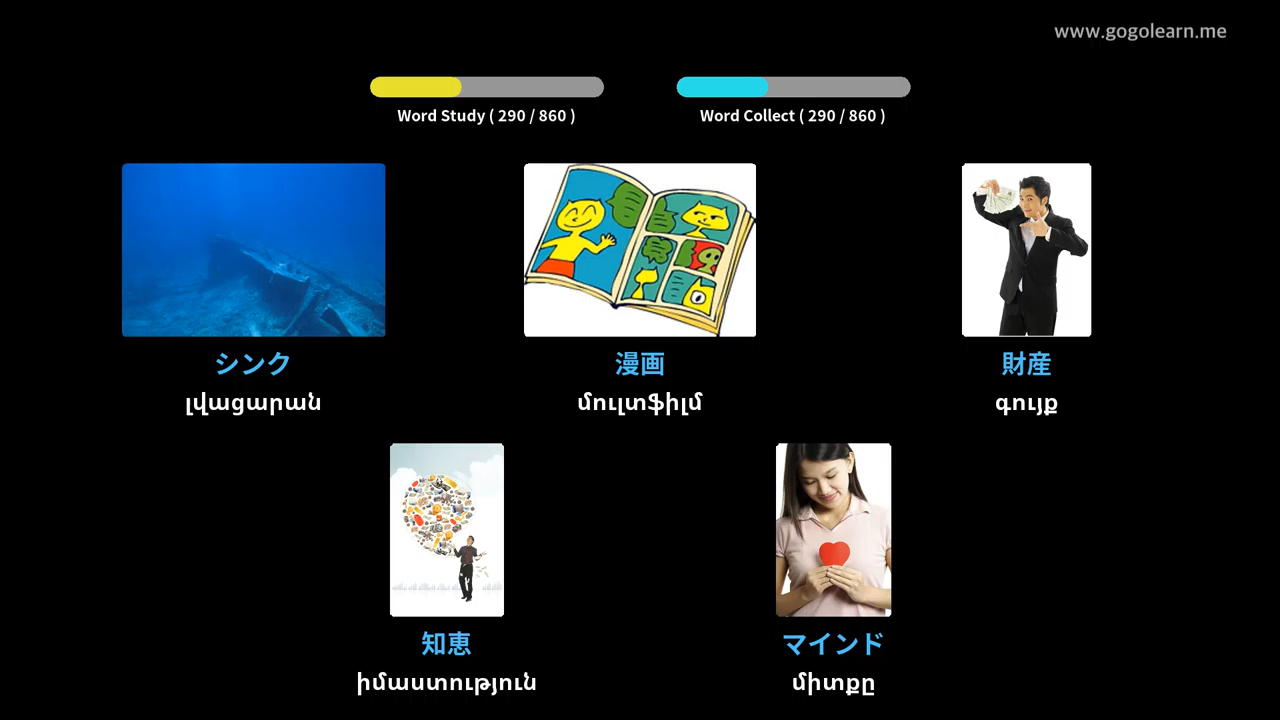 www.gogolearn.me
Word Study ( 290 / 860 )
Word Collect ( 290 / 860 )
シンク
漫画
財産
լվացարան
մուլտֆիլմ
գույք
知恵
マインド
իմաստություն
միտքը